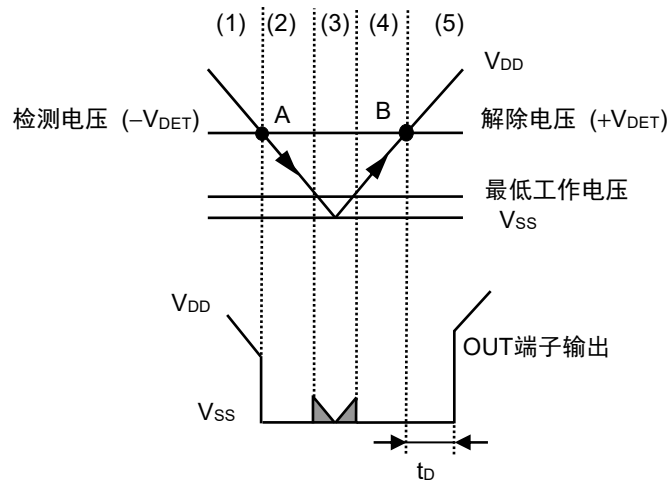 (1) (2) (3) (4) (5)
VDD
检测电压 (−VDET)
A
B
解除电压 (+VDET)
最低工作电压
VSS
VDD
OUT端子输出
VSS
tD